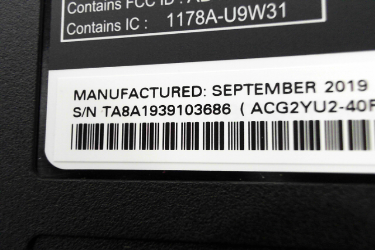 Contains FCC ID :
Contains IC : 1178A-U9W31
MANUFACTURED: SEPTEMBER 2019
S/N TA8A1939103686 ( ACG2YU2-40